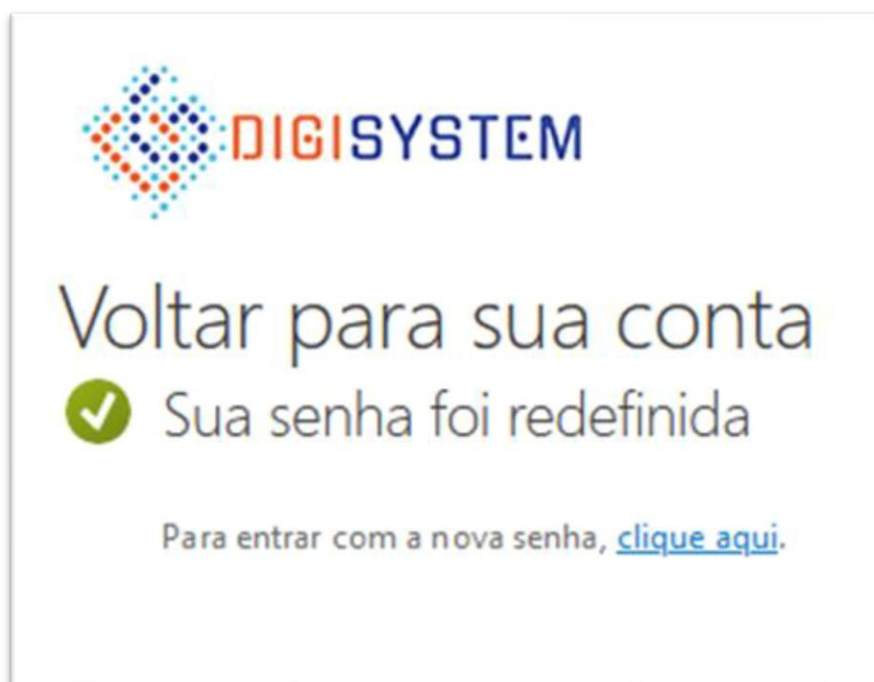 DIGISYSTEM
Voltar para sua conta
Sua senha foi redefinida
Para entrar com a nova senha, clique aqui.